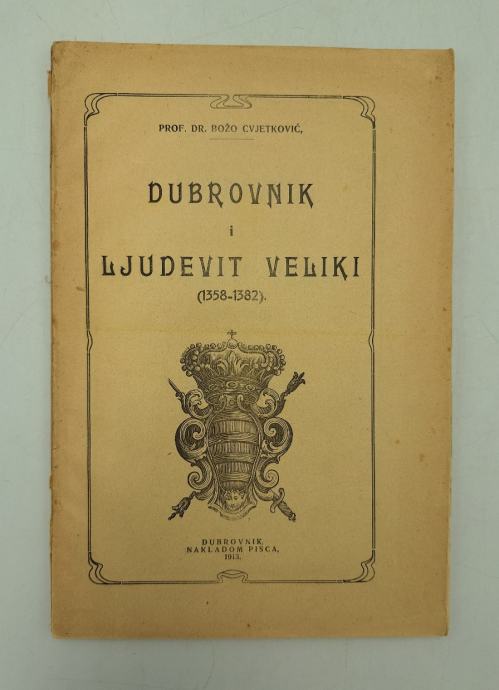 PROF. DR. BOŽO CVJETKOVIĆ,
DUBROVNIK
i
LJUDEVIT VELIKI
(1358-1382).
DUBROVNIK,
NAKLADOM PISCA,
1913.